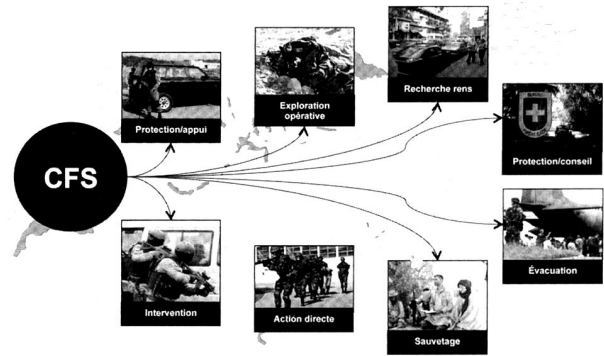 CFS
Protection/appui
Exploration
opérative
Recherche rens
Protection/conseil
Intervention
Action directe
Sauvetage
Évacuation